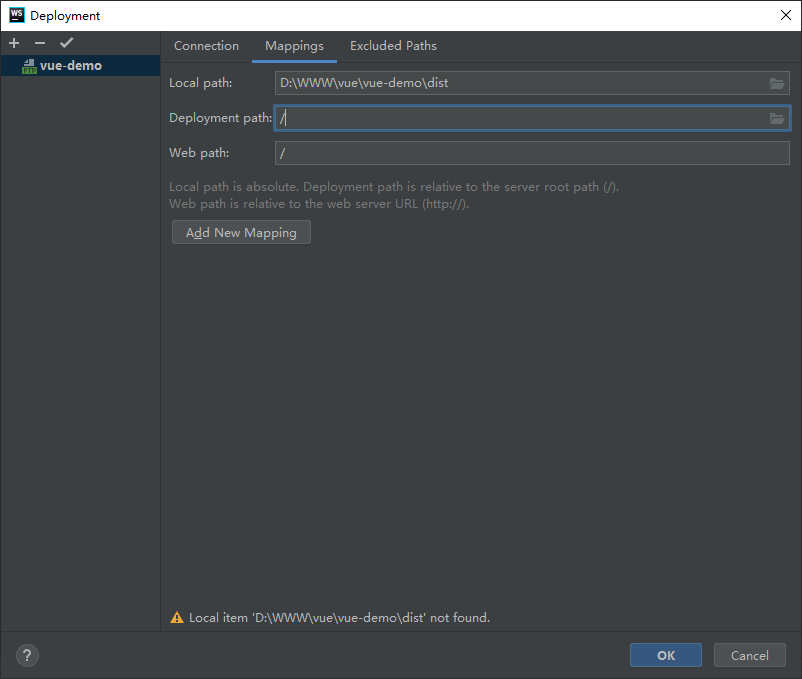 WS
Deployment
Connection
Mappings
Excluded Paths
FTP
vue-demo
Local path:
D:\WWW\vue\vue-demo\dist
Deployment path:
/
Web path:
/
Local path is absolute. Deployment path is relative to the server root path (/).
Web path is relative to the web server URL (http://).
Add New Mapping
Local item 'D:\WWW\vue\vue-demo\dist' not found.
?
OK
Cancel